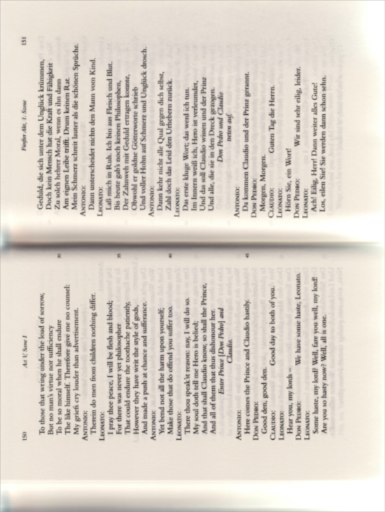 150
Act V. Scene 1
To those that wring under the load of sorrow,
But no man's virtue nor sufficiency
To be so moral when he shall endure
The like himself. Therefore give me no counsel:
My griefs cry louder than advertisement.
ANTONIO:
Therein do men from children nothing differ.
LEONATO:
I pray thee peace, I will be flesh and blood;
For there was never yet philosopher
That could endure the toothache patiently,
However they have writ the style of gods,
And made a push at chance and sufferance.
ANTONIO:
Yet bend not all the harm upon yourself;
Make those that do offend you suffer too.
LEONATO:
There thou speak'st reason: nay, I will do so.
My soul doth tell me Hero is belied;
And that shall Claudio know; so shall the Prince,
And all of them that thus dishonour her.
Enter Prince [Don Pedro] and
Claudio.
ANTONIO:
Here comes the Prince and Claudio hastily.
DON PEDRO:
Good den, good den.
CLAUDIO: Good day to both of you.
LEONATO:
Hear you, my lords –
DON PEDRO: We have some haste, Leonato.
LEONATO:
Some haste, my lord! Well, fare you well, my lord!
Are you so hasty now? Well, all is one.
Fünfter Akt, 1. Szene
151
Geduld, die sich unter dem Unglück krümmen,
Doch kein Mensch hat die Kraft und Fähigkeit
Zu solch hehrer Moral, wenn er ihn dann
Am eignen Leibe trifft. Drum keinen Rat.
Mein Schmerz schreit lauter als die schönen Sprüche.
ANTONIO:
Dann unterscheidet nichts den Mann vom Kind.
LEONATO:
Laß mich in Ruh. Ich bin aus Fleisch und Blut.
Bis heute gab's noch keinen Philosophen,
Der Zahnweh mit Geduld ertragen konnte,
Obwohl er gottähnliche schrieb
Und voller Hohn auf Schmerz und Unglück drosch.
ANTONIO:
Dann kehr nicht alle Qual gegen dich selbst,
Zahl doch das Leid den Urhebern zurück.
LEONATO:
Das erste kluge Wort; das werd ich tun.
Im Innern weiß ich, Hero ist verleumdet,
Und das soll Claudio wissen und der Prinz
Und alle, die sie in den Dreck gezogen.
Don Pedro und Claudio
treten auf.
ANTONIO:
Da kommen Claudio und der Prinz gerannt.
DON PEDRO:
Morgen, Morgen.
CLAUDIO: Guten Tag die Herrn.
LEONATO:
Hören Sie, ein Wort!
DON PEDRO: Wir sind sehr eilig, leider.
LEONATO:
Ach! Eilig, Herr! Dann weiter alles Gute!
Los, eilen Sie! Sie werden dann schon sehn.